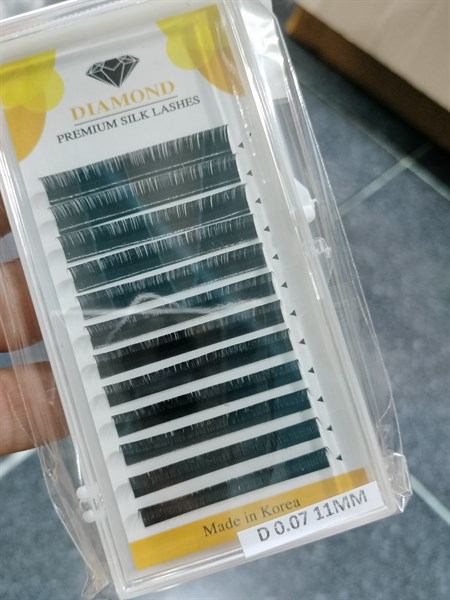 DIAMOND
PREMIUM SILK LASHES
Made in Korea
D 0.07 11MM